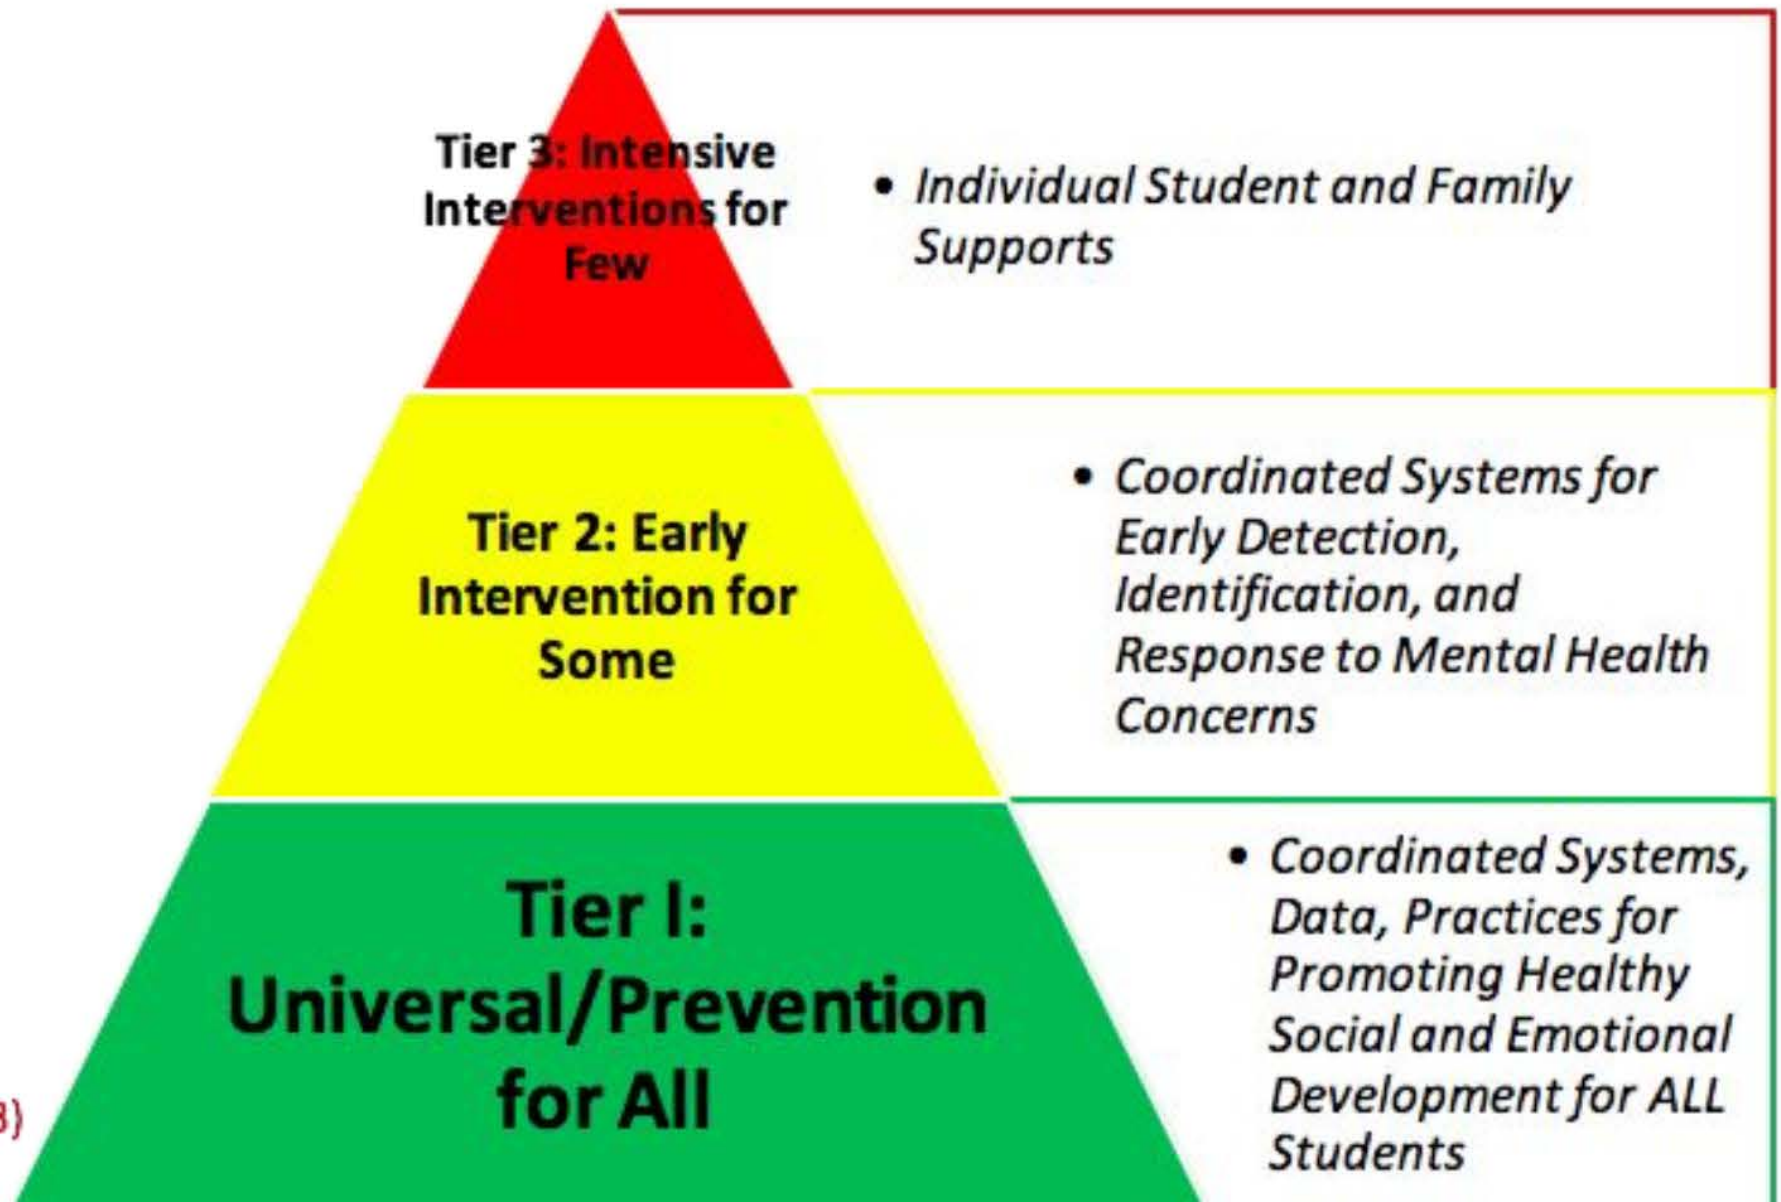 Tier 3: Intensive
Interventions for
Few
• Individual Student and Family
Supports
Tier 2: Early
Intervention for
Some
• Coordinated Systems for
Early Detection,
Identification, and
Response to Mental Health
Concerns
Tier I:
Universal/Prevention
for All
• Coordinated Systems,
Data, Practices for
Promoting Healthy
Social and Emotional
Development for ALL
Students